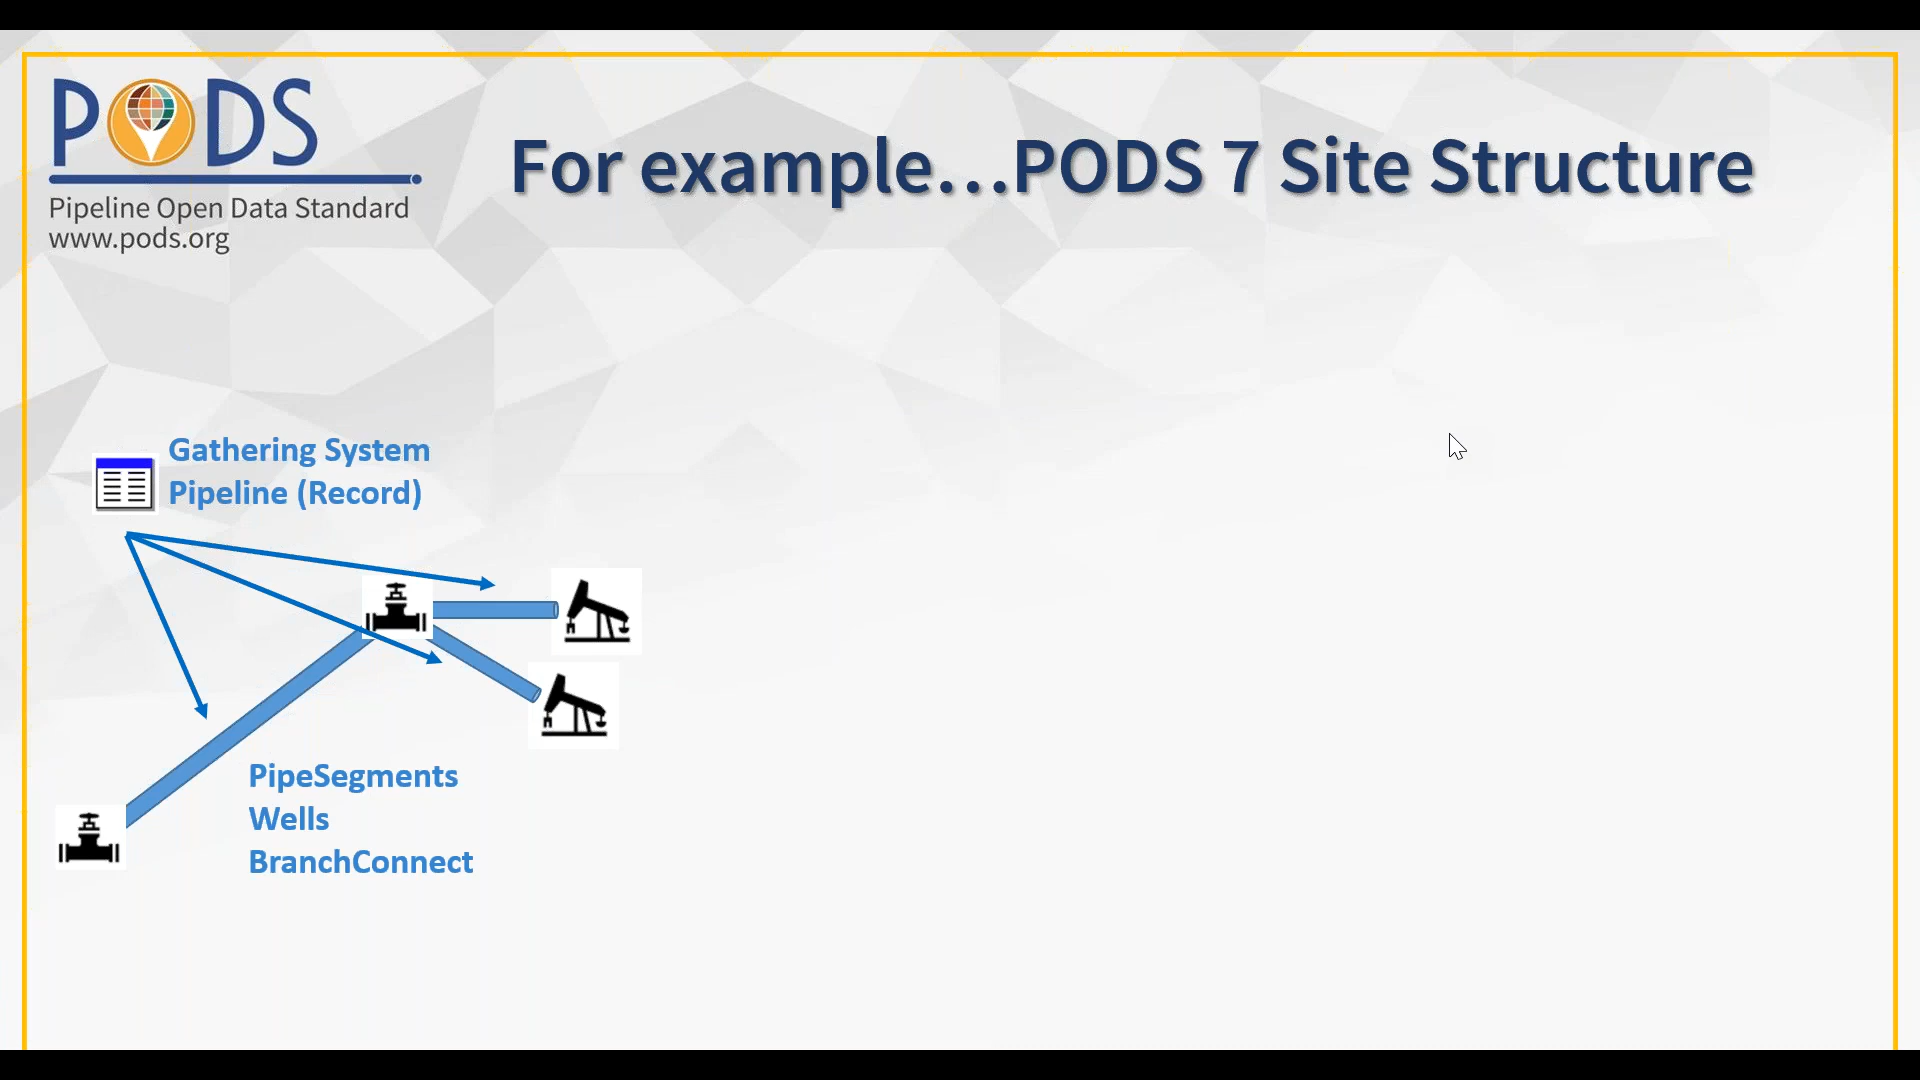 PODS
Pipeline Open Data Standard
www.pods.org
For example…PODS 7 Site Structure
Gathering System
Pipeline (Record)
PipeSegments
Wells
BranchConnect